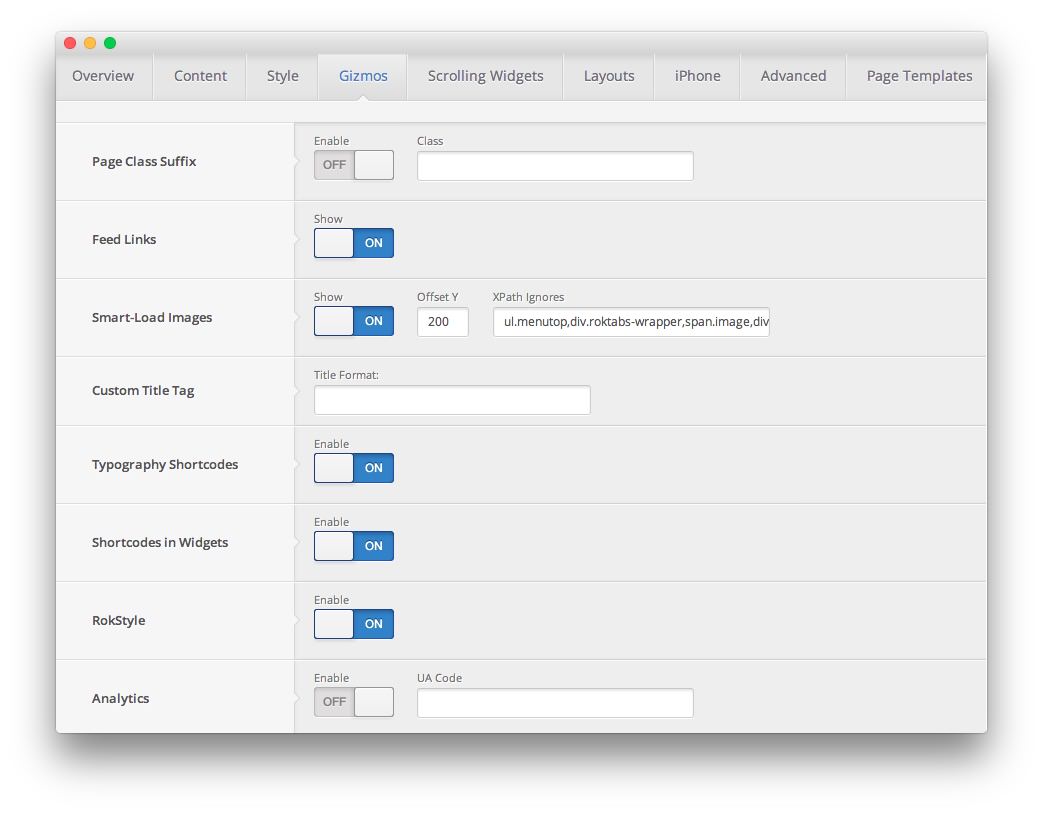 Overview Content Style Gizmos Scrolling Widgets Layouts iPhone Advanced Page Templates
Page Class Suffix
Enable Class
OFF
Feed Links
Show
ON
Smart-Load Images
Show Offset Y XPath Ignores
ON 200 ul.menutop,div.roktabs-wrapper,span.image,div
Custom Title Tag
Title Format:
Typography Shortcodes
Enable
ON
Shortcodes in Widgets
Enable
ON
RokStyle
Enable
ON
Analytics
Enable UA Code
OFF